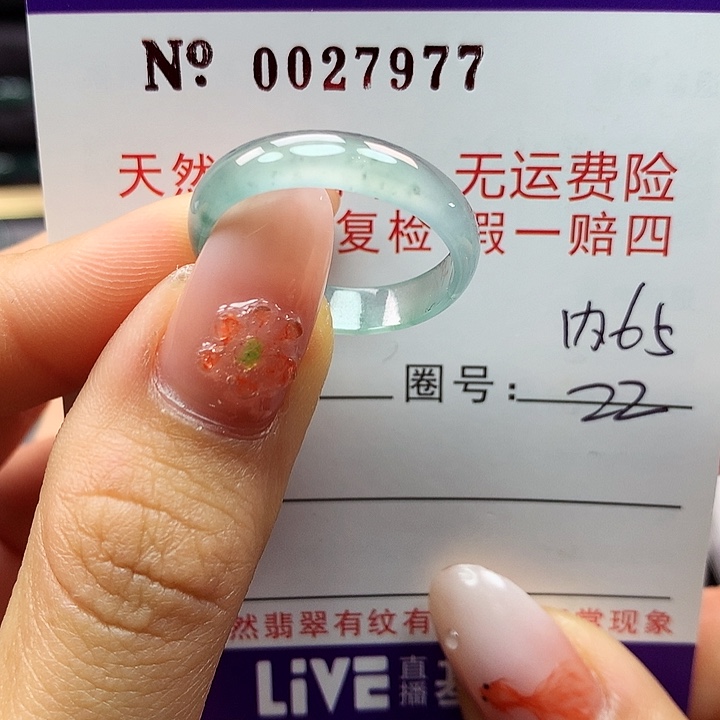 Nº 0027977
天然 无运费险
复检 假一赔四
内65
圈号: 22
然翡翠有纹有 常现象
LiVE 直播基